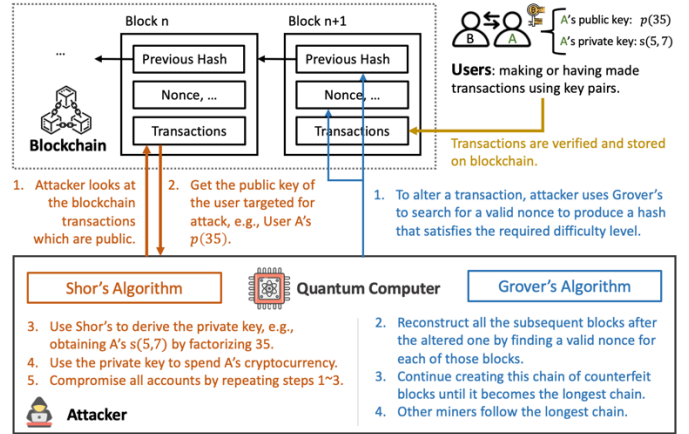 Block n
Block n+1
...
Previous Hash
Previous Hash
Nonce, ...
Nonce, ...
Transactions
Transactions
Blockchain
B
A
A's public key: p(35)
A's private key: s(5,7)
Users: making or having made
transactions using key pairs.
Transactions are verified and stored
on blockchain.
1. Attacker looks at
the blockchain
transactions
which are public.
2. Get the public key of
the user targeted for
attack, e.g., User A's
p(35).
1. To alter a transaction, attacker uses Grover's
to search for a valid nonce to produce a hash
that satisfies the required difficulty level.
Shor's Algorithm
Quantum Computer
Grover's Algorithm
3. Use Shor's to derive the private key, e.g.,
obtaining A's s(5,7) by factorizing 35.
4. Use the private key to spend A's cryptocurrency.
5. Compromise all accounts by repeating steps 1~3.
Attacker
2. Reconstruct all the subsequent blocks after
the altered one by finding a valid nonce for
each of those blocks.
3. Continue creating this chain of counterfeit
blocks until it becomes the longest chain.
4. Other miners follow the longest chain.